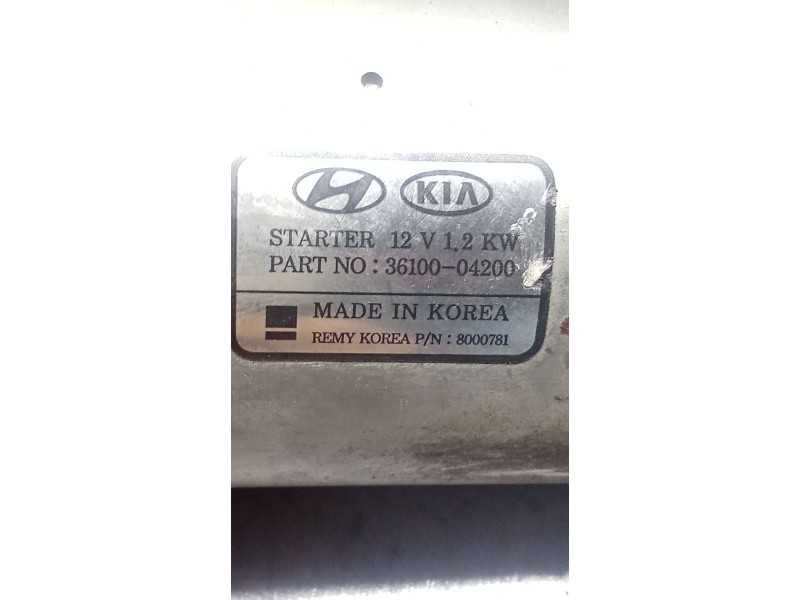 KIA
STARTER 12 V 1.2 KW
PART NO : 36100-04200
MADE IN KOREA
REMY KOREA P/N : 8000781